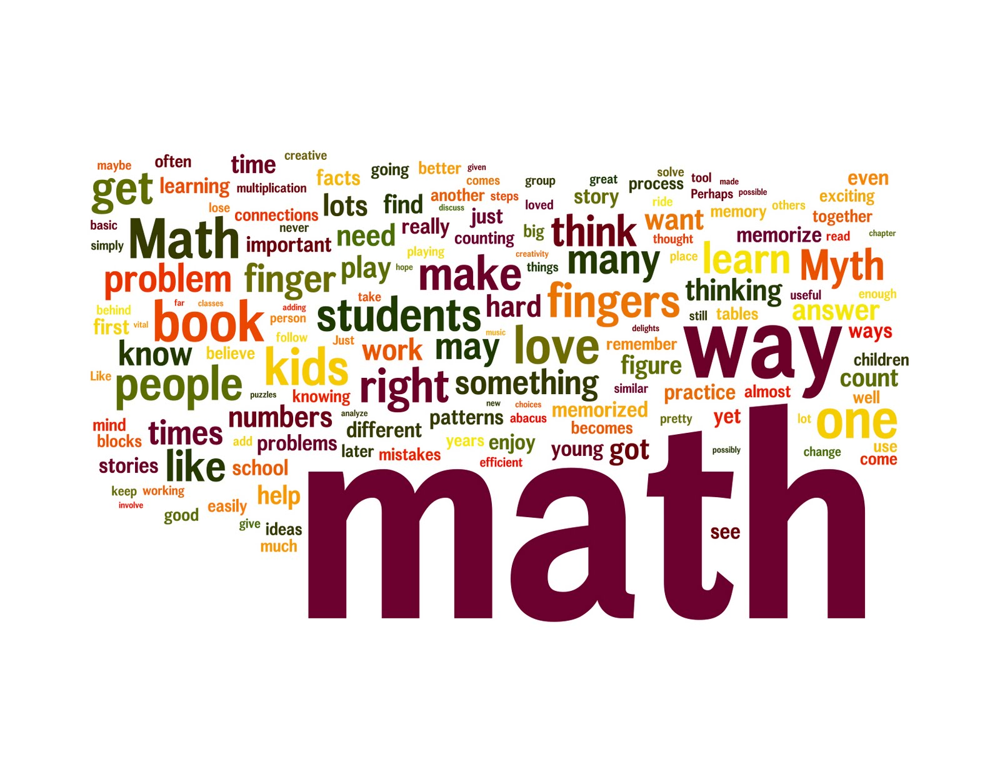 maybe often time creative
get learning multiplication facts going better given
comes group great process solve tool made even
lose connections lots find another steps discuss loved story ride Perhaps possible memory others exciting together
basic simply Math never important need really just counting big think want thought memorize read chapter
problem finger play hope playing make creativity things many place learn Myth
behind far classes adding take students hard fingers thinking useful enough
first vital book person follow Just music love delights still tables answer
know believe kids work may remember way ways
Like people puzzles knowing right something figure similar children count
mind numbers analyze new patterns choices abacus memorized practice almost well
blocks times add problems different becomes pretty yet lot one
stories like school later mistakes years enjoy efficient young got possibly change use come
keep working help
involve good easily
give ideas see
much
math